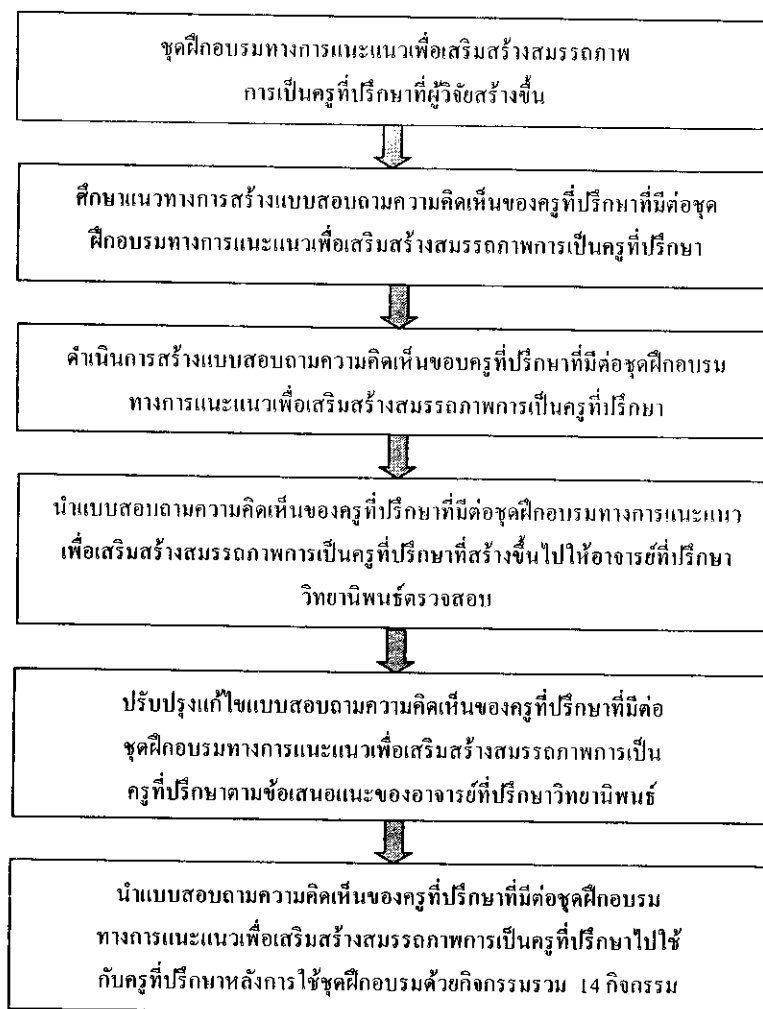 ชุดฝึกอบรมทางการแนะแนวเพื่อเสริมสร้างสมรรถภาพ
การเป็นครูที่ปรึกษาที่ผู้วิจัยสร้างขึ้น
ศึกษาแนวทางการสร้างแบบสอบถามความคิดเห็นของครูที่ปรึกษาที่มีต่อชุด
ฝึกอบรมทางการแนะแนวเพื่อเสริมสร้างสมรรถภาพการเป็นครูที่ปรึกษา
ดำเนินการสร้างแบบสอบถามความคิดเห็นขอบครูที่ปรึกษาที่มีต่อชุดฝึกอบรม
ทางการแนะแนวเพื่อเสริมสร้างสมรรถภาพการเป็นครูที่ปรึกษา
นำแบบสอบถามความคิดเห็นของครูที่ปรึกษาที่มีต่อชุดฝึกอบรมทางการแนะแนว
เพื่อเสริมสร้างสมรรถภาพการเป็นครูที่ปรึกษาที่สร้างขึ้นไปให้อาจารย์ที่ปรึกษา
วิทยานิพนธ์ตรวจสอบ
ปรับปรุงแก้ไขแบบสอบถามความคิดเห็นของครูที่ปรึกษาที่มีต่อ
ชุดฝึกอบรมทางการแนะแนวเพื่อเสริมสร้างสมรรถภาพการเป็น
ครูที่ปรึกษาตามข้อเสนอแนะของอาจารย์ที่ปรึกษาวิทยานิพนธ์
นำแบบสอบถามความคิดเห็นของครูที่ปรึกษาที่มีต่อชุดฝึกอบรม
ทางการแนะแนวเพื่อเสริมสร้างสมรรถภาพการเป็นครูที่ปรึกษาไปใช้
กับครูที่ปรึกษาหลังการใช้ชุดฝึกอบรมด้วยกิจกรรมรวม 14 กิจกรรม